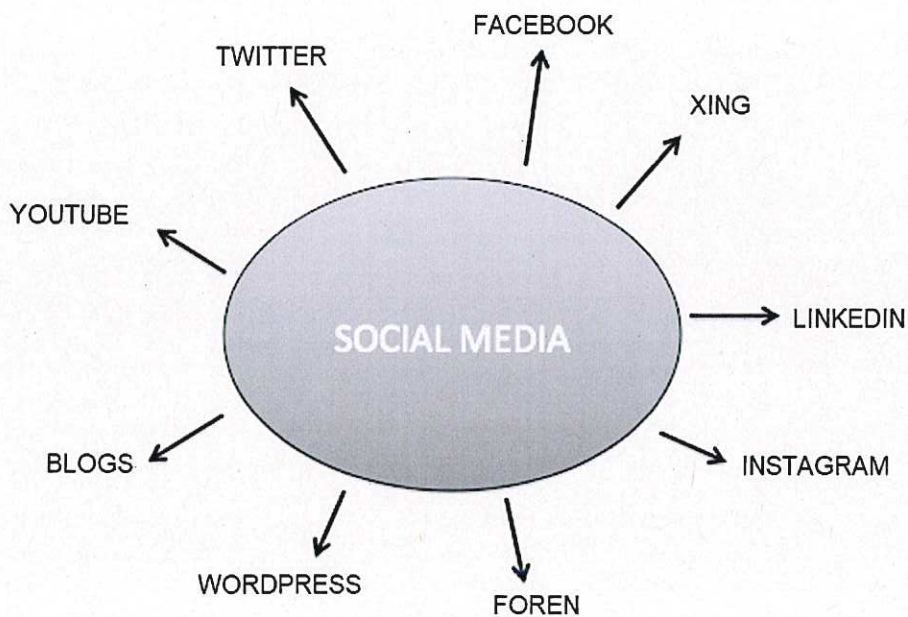 FACEBOOK
TWITTER
XING
YOUTUBE
LINKEDIN
SOCIAL MEDIA
BLOGS
INSTAGRAM
WORDPRESS
FOREN